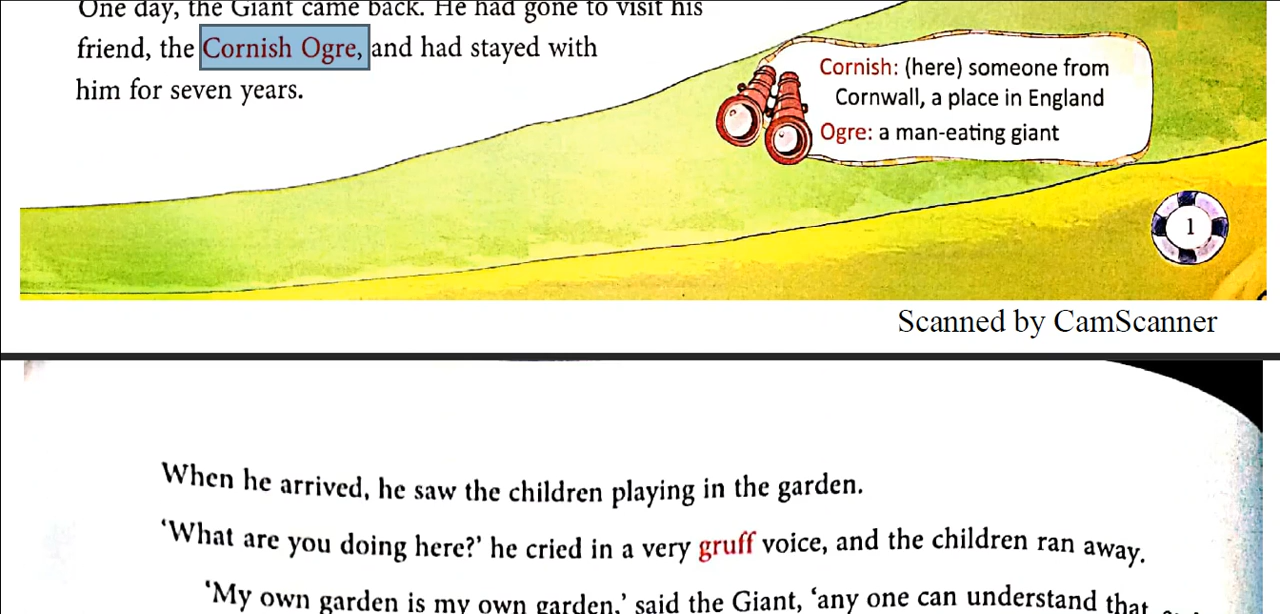 One day, the Giant came back. He had gone to visit his
friend, the Cornish Ogre, and had stayed with
him for seven years.
Cornish: (here) someone from
Cornwall, a place in England
Ogre: a man-eating giant
1
Scanned by CamScanner
When he arrived, he saw the children playing in the garden.
‘What are you doing here?’ he cried in a very gruff voice, and the children ran away.
‘My own garden is my own garden,’ said the Giant, ‘any one can understand that